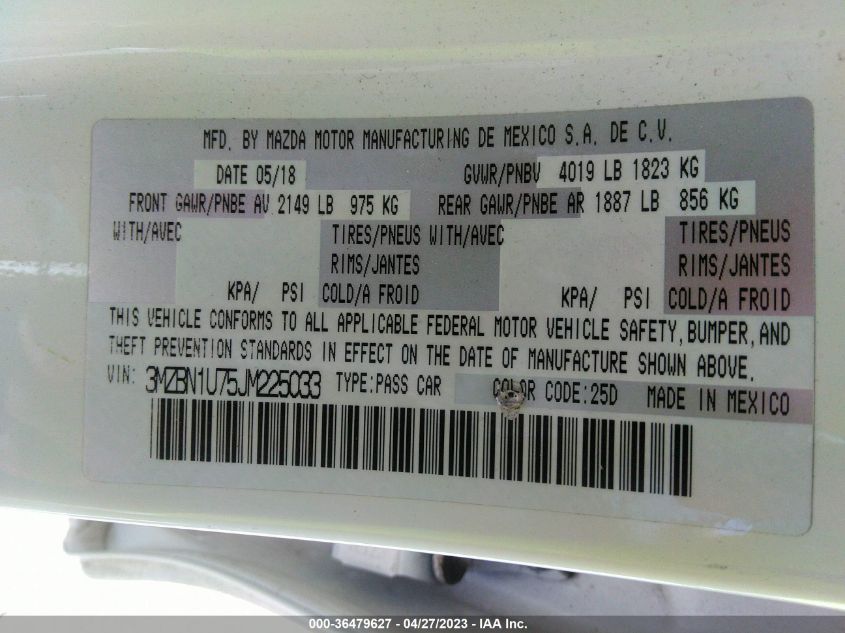 MFD. BY MAZDA MOTOR MANUFACTURING DE MEXICO S.A. DE C.V.
DATE 05/18 GVWR/PNBV 4019 LB 1823 KG
FRONT GAWR/PNBE AV 2149 LB 975 KG REAR GAWR/PNBE AR 1887 LB 856 KG
WITH/AVEC TIRES/PNEUS WITH/AVEC TIRES/PNEUS
RIMS/JANTES RIMS/JANTES
KPA/ PSI COLD/A FROID KPA/ PSI COLD/A FROID
THIS VEHICLE CONFORMS TO ALL APPLICABLE FEDERAL MOTOR VEHICLE SAFETY, BUMPER, AND
THEFT PREVENTION STANDARDS IN EFFECT ON THE DATE OF MANUFACTURE SHOWN ABOVE.
VIN: 3MZBN1U75JM225033 TYPE:PASS CAR COLOR CODE:25D MADE IN MEXICO
000-36479627 - 04/27/2023 - IAA Inc.